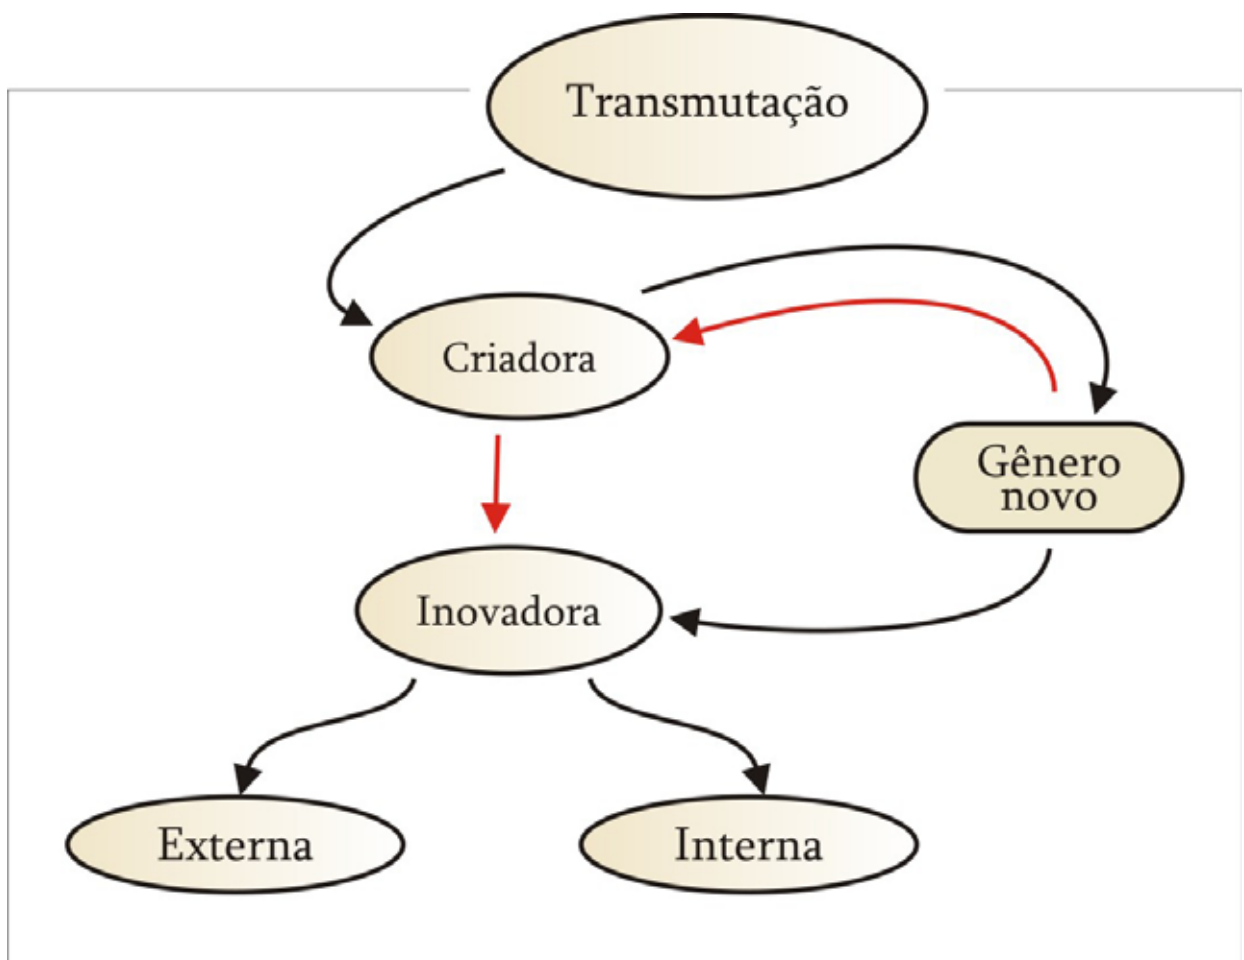 Transmutação
Criadora
Gênero
novo
Inovadora
Externa
Interna